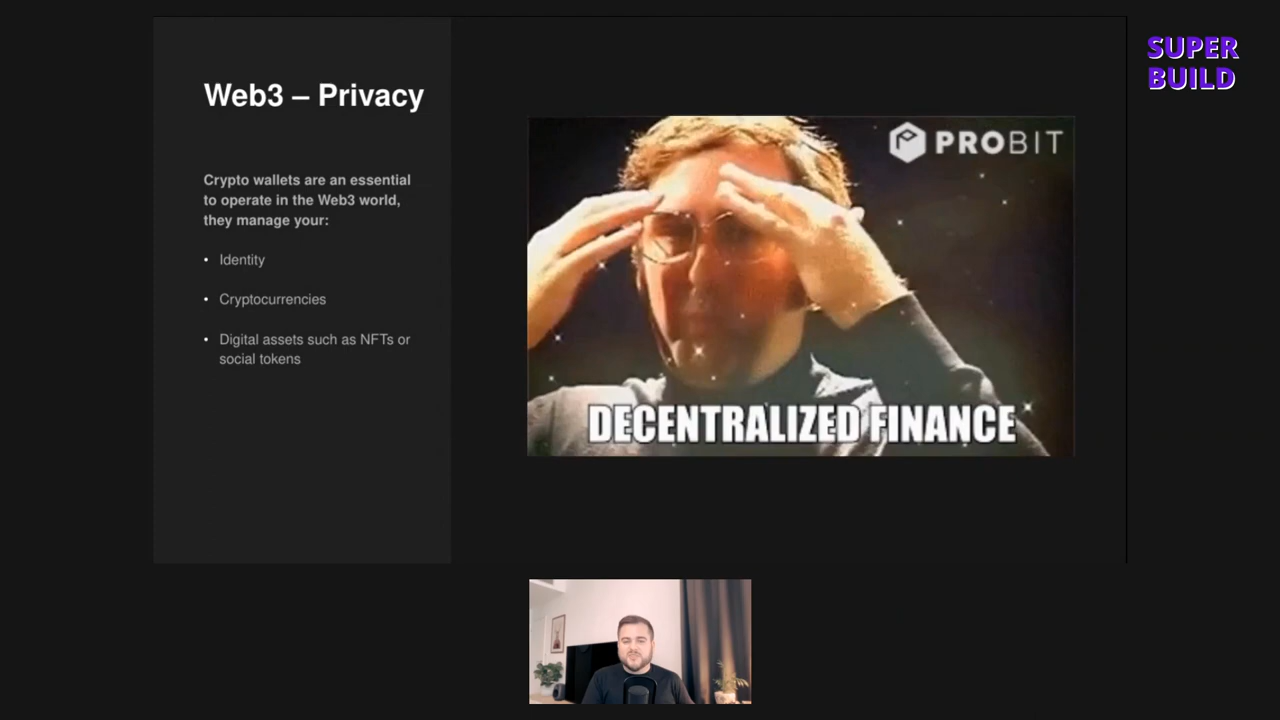 SUPER
BUILD
Web3 – Privacy
Crypto wallets are an essential
to operate in the Web3 world,
they manage your:
• Identity
• Cryptocurrencies
• Digital assets such as NFTs or
social tokens
PROBIT
DECENTRALIZED FINANCE